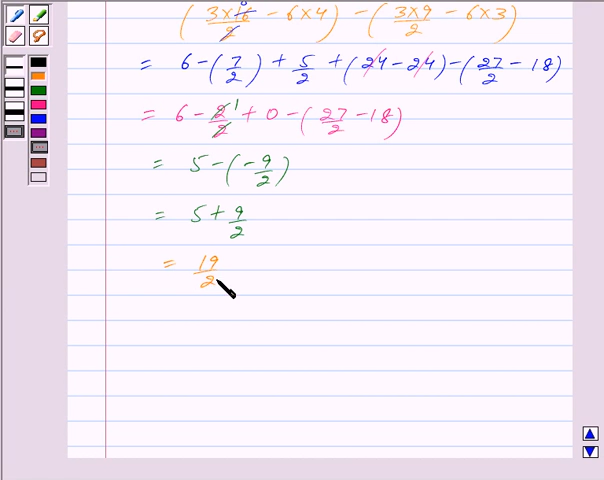 ( 3×16/2 - 6×4 ) - ( 3×9/2 - 6×3 )
= 6 - (7/2) + 5/2 + (24 - 24) - (27/2 - 18)
= 6 - 2/2 1 + 0 - (27/2 - 18)
= 5 - (-9/2)
= 5 + 9/2
= 19/2